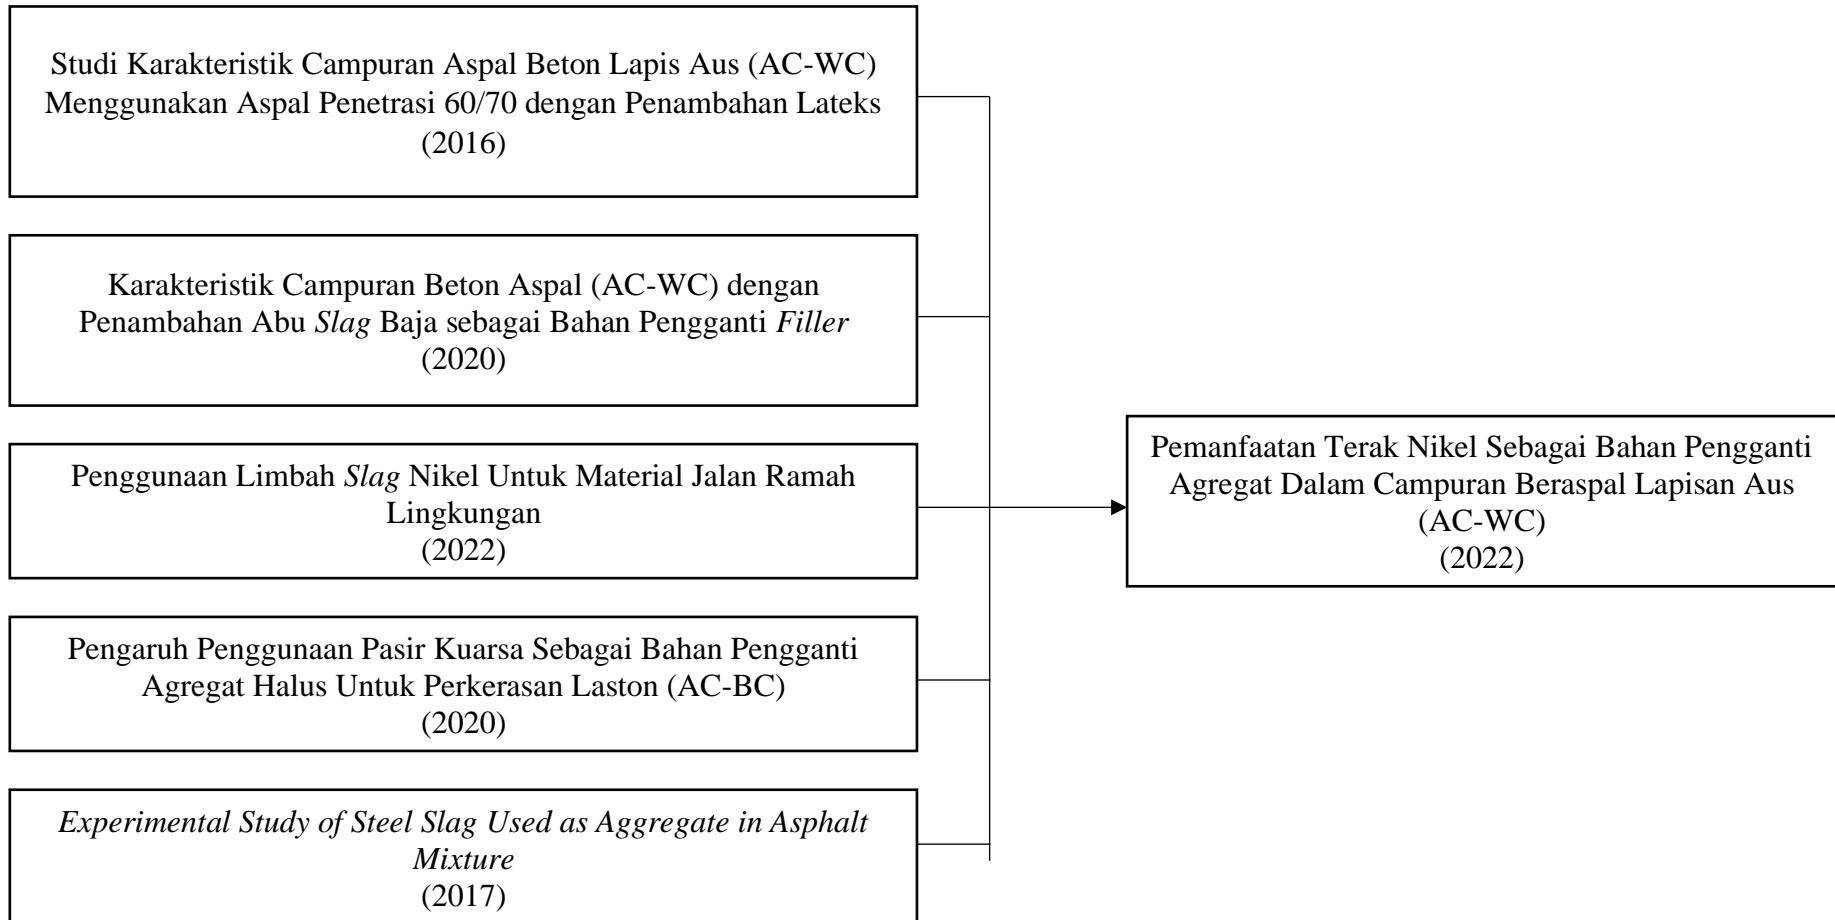 Studi Karakteristik Campuran Aspal Beton Lapis Aus (AC-WC)
Menggunakan Aspal Penetrasi 60/70 dengan Penambahan Lateks
(2016)
Karakteristik Campuran Beton Aspal (AC-WC) dengan
Penambahan Abu Slag Baja sebagai Bahan Pengganti Filler
(2020)
Penggunaan Limbah Slag Nikel Untuk Material Jalan Ramah
Lingkungan
(2022)
Pengaruh Penggunaan Pasir Kuarsa Sebagai Bahan Pengganti
Agregat Halus Untuk Perkerasan Laston (AC-BC)
(2020)
Experimental Study of Steel Slag Used as Aggregate in Asphalt
Mixture
(2017)
Pemanfaatan Terak Nikel Sebagai Bahan Pengganti
Agregat Dalam Campuran Beraspal Lapisan Aus
(AC-WC)
(2022)